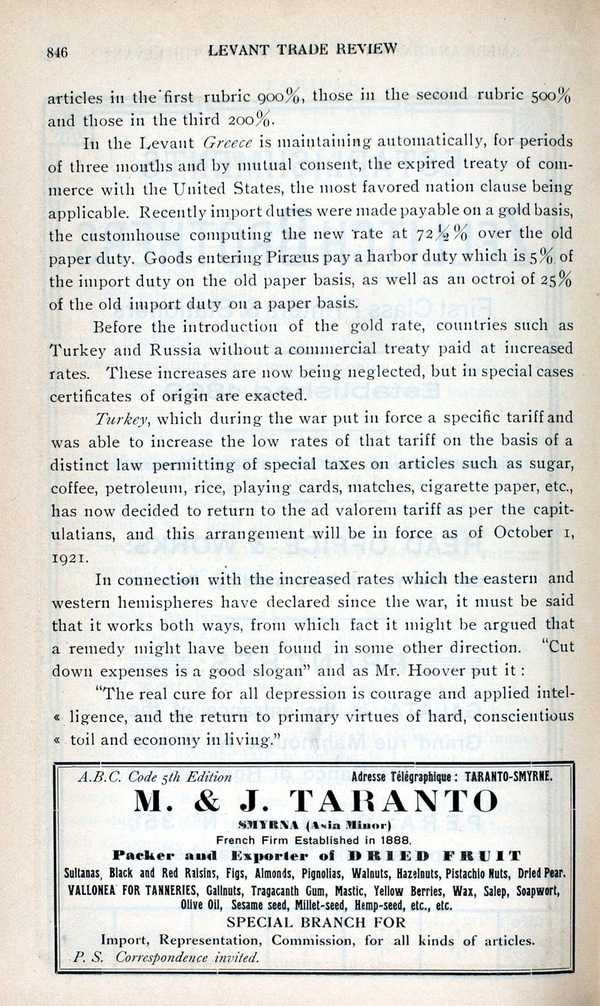 846 LEVANT TRADE REVIEW
articles in the first rubric 900%, those in the second rubric 500%
and those in the third 200%.
In the Levant Greece is maintaining automatically, for periods
of three months and by mutual consent, the expired treaty of com-
merce with the United States, the most favored nation clause being
applicable. Recently import duties were made payable on a gold basis,
the customhouse computing the new rate at 72½% over the old
paper duty. Goods entering Piræus pay a harbor duty which is 5% of
the import duty on the old paper basis, as well as an octroi of 25%
of the old import duty on a paper basis.
Before the introduction of the gold rate, countries such as
Turkey and Russia without a commercial treaty paid at increased
rates. These increases are now being neglected, but in special cases
certificates of origin are exacted.
Turkey, which during the war put in force a specific tariff and
was able to increase the low rates of that tariff on the basis of a
distinct law permitting of special taxes on articles such as sugar,
coffee, petroleum, rice, playing cards, matches, cigarette paper, etc.,
has now decided to return to the ad valorem tariff as per the capit-
ulatians, and this arrangement will be in force as of October 1,
1921.
In connection with the increased rates which the eastern and
western hemispheres have declared since the war, it must be said
that it works both ways, from which fact it might be argued that
a remedy might have been found in some other direction. "Cut
down expenses is a good slogan" and as Mr. Hoover put it :
"The real cure for all depression is courage and applied intel-
« ligence, and the return to primary virtues of hard, conscientious
« toil and economy in living."
A.B.C. Code 5th Edition Adresse Télégraphique : TARANTO-SMYRNE.
M. & J. TARANTO
SMYRNA (Asia Minor)
French Firm Established in 1888.
Packer and Exporter of DRIED FRUIT
Sultanas, Black and Red Raisins, Figs, Almonds, Pignolias, Walnuts, Hazelnuts, Pistachio Nuts, Dried Pear.
VALLONEA FOR TANNERIES, Gallnuts, Tragacanth Gum, Mastic, Yellow Berries, Wax, Salep, Soapwort,
Olive Oil, Sesame seed, Millet-seed, Hemp-seed, etc., etc.
SPECIAL BRANCH FOR
Import, Representation, Commission, for all kinds of articles.
P. S. Correspondence invited.